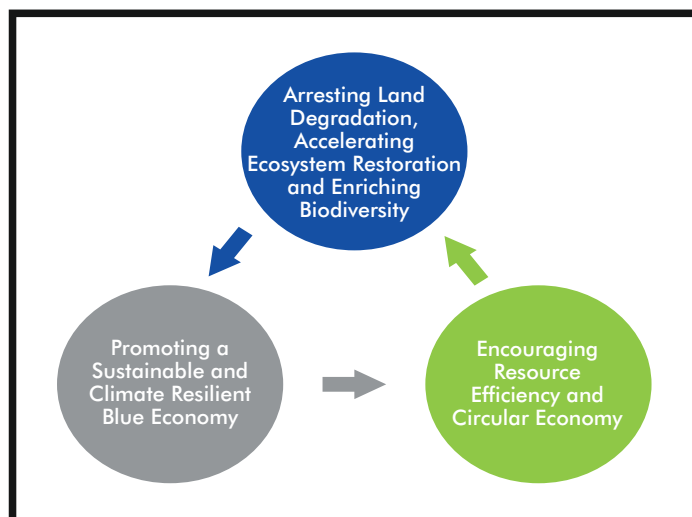 Arresting Land
Degradation,
Accelerating
Ecosystem Restoration
and Enriching
Biodiversity
Promoting a
Sustainable and
Climate Resilient
Blue Economy
Encouraging
Resource
Efficiency and
Circular Economy